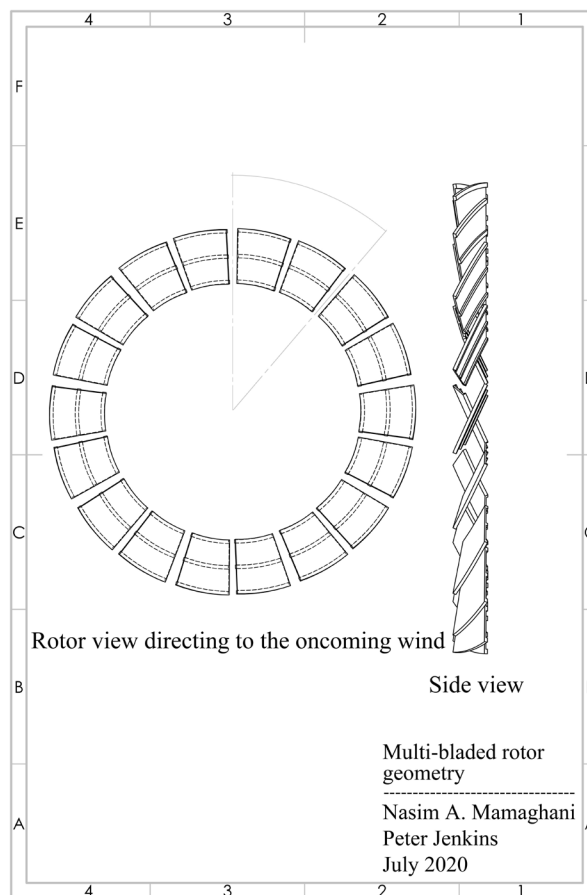 4 3 2 1
F
E
D
C
Rotor view directing to the oncoming wind
B
Side view
Multi-bladed rotor
geometry
Nasim A. Mamaghani
Peter Jenkins
July 2020
A
4 3 2 1